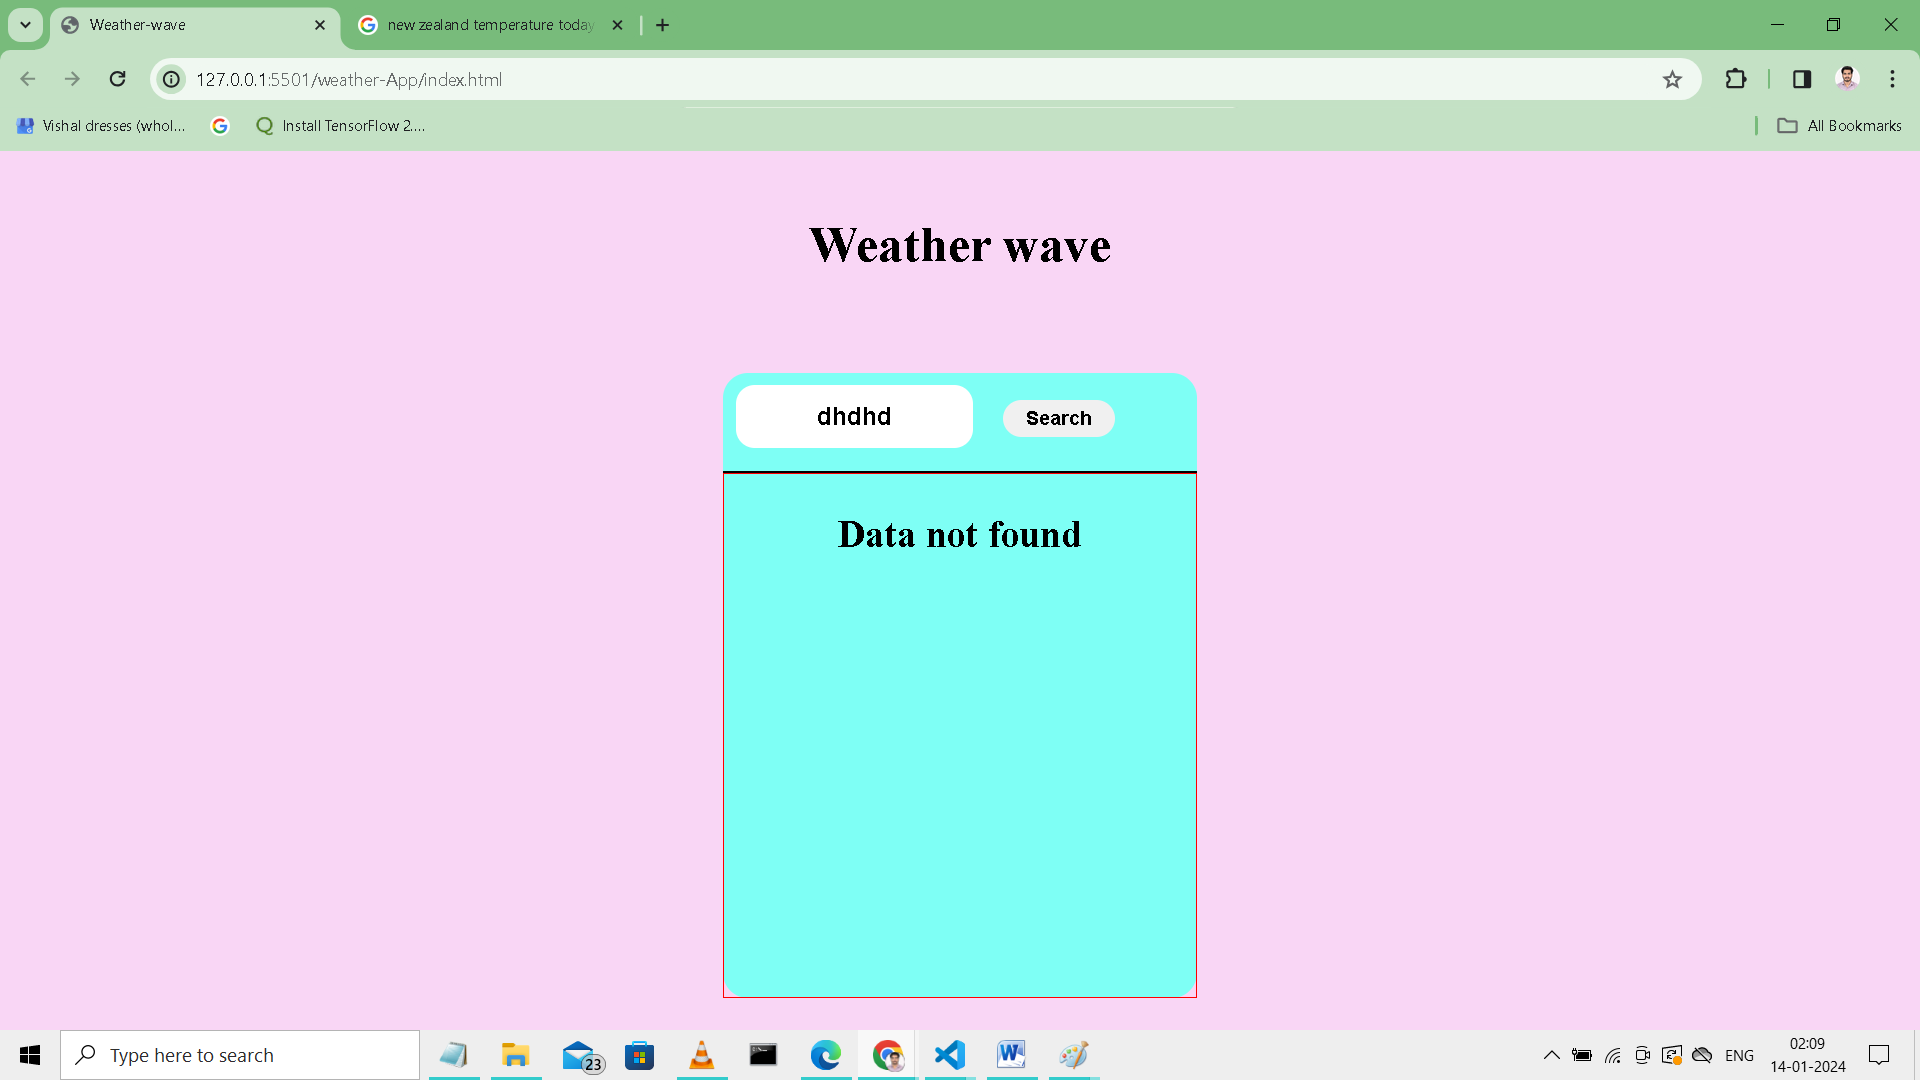 Weather-wave
new zealand temperature today
127.0.0.1:5501/weather-App/index.html
Vishal dresses (whol...
Install TensorFlow 2....
All Bookmarks
Weather wave
dhdhd
Search
Data not found
Type here to search
23
ENG
02:09
14-01-2024